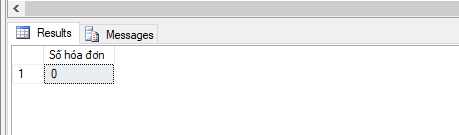 Results Messages
Số hóa đơn
1 0